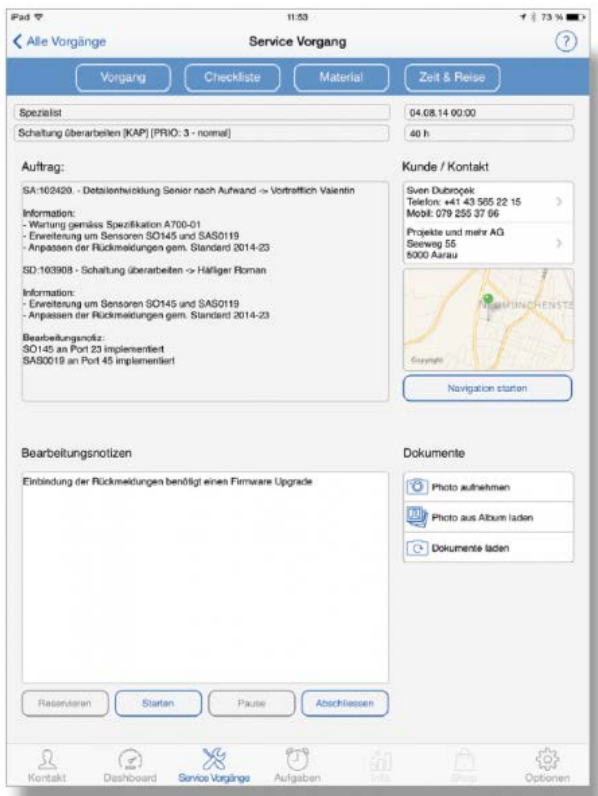 iPad
11:53
73 %
Alle Vorgänge
Service Vorgang
?
Vorgang
Checkliste
Material
Zeit & Reise
Spezialist
04.08.14 00:00
Schaltung überarbeiten [KAP] [PRIO: 3 - normal]
40 h
Auftrag:
SA:102420. - Detailentwicklung Senior nach Aufwand -> Vortrefflich Valentin
Information:
- Wartung gemäss Spezifikation A700-01
- Erweiterung um Sensoren SO145 und SAS0119
- Anpassen der Rückmeldungen gem. Standard 2014-23
SD:103908 - Schaltung überarbeiten -> Häfliger Roman
Information:
- Erweiterung um Sensoren SO145 und SAS0119
- Anpassen der Rückmeldungen gem. Standard 2014-23
Bearbeitungsnotiz:
SO145 an Port 23 implementiert
SAS0019 an Port 45 implementiert
Kunde / Kontakt
Sven Dubroçek
Telefon: +41 43 565 22 15
Mobil: 079 255 37 66
Projekte und mehr AG
Seeweg 55
5000 Aarau
MÜNCHENSTE
Copyright
Navigation starten
Bearbeitungsnotizen
Einbindung der Rückmeldungen benötigt einen Firmware Upgrade
Dokumente
Photo aufnehmen
Photo aus Album laden
Dokumente laden
Reservieren
Starten
Pause
Abschliessen
Kontakt
Dashboard
Service Vorgänge
Aufgaben
Info
Shop
Optionen